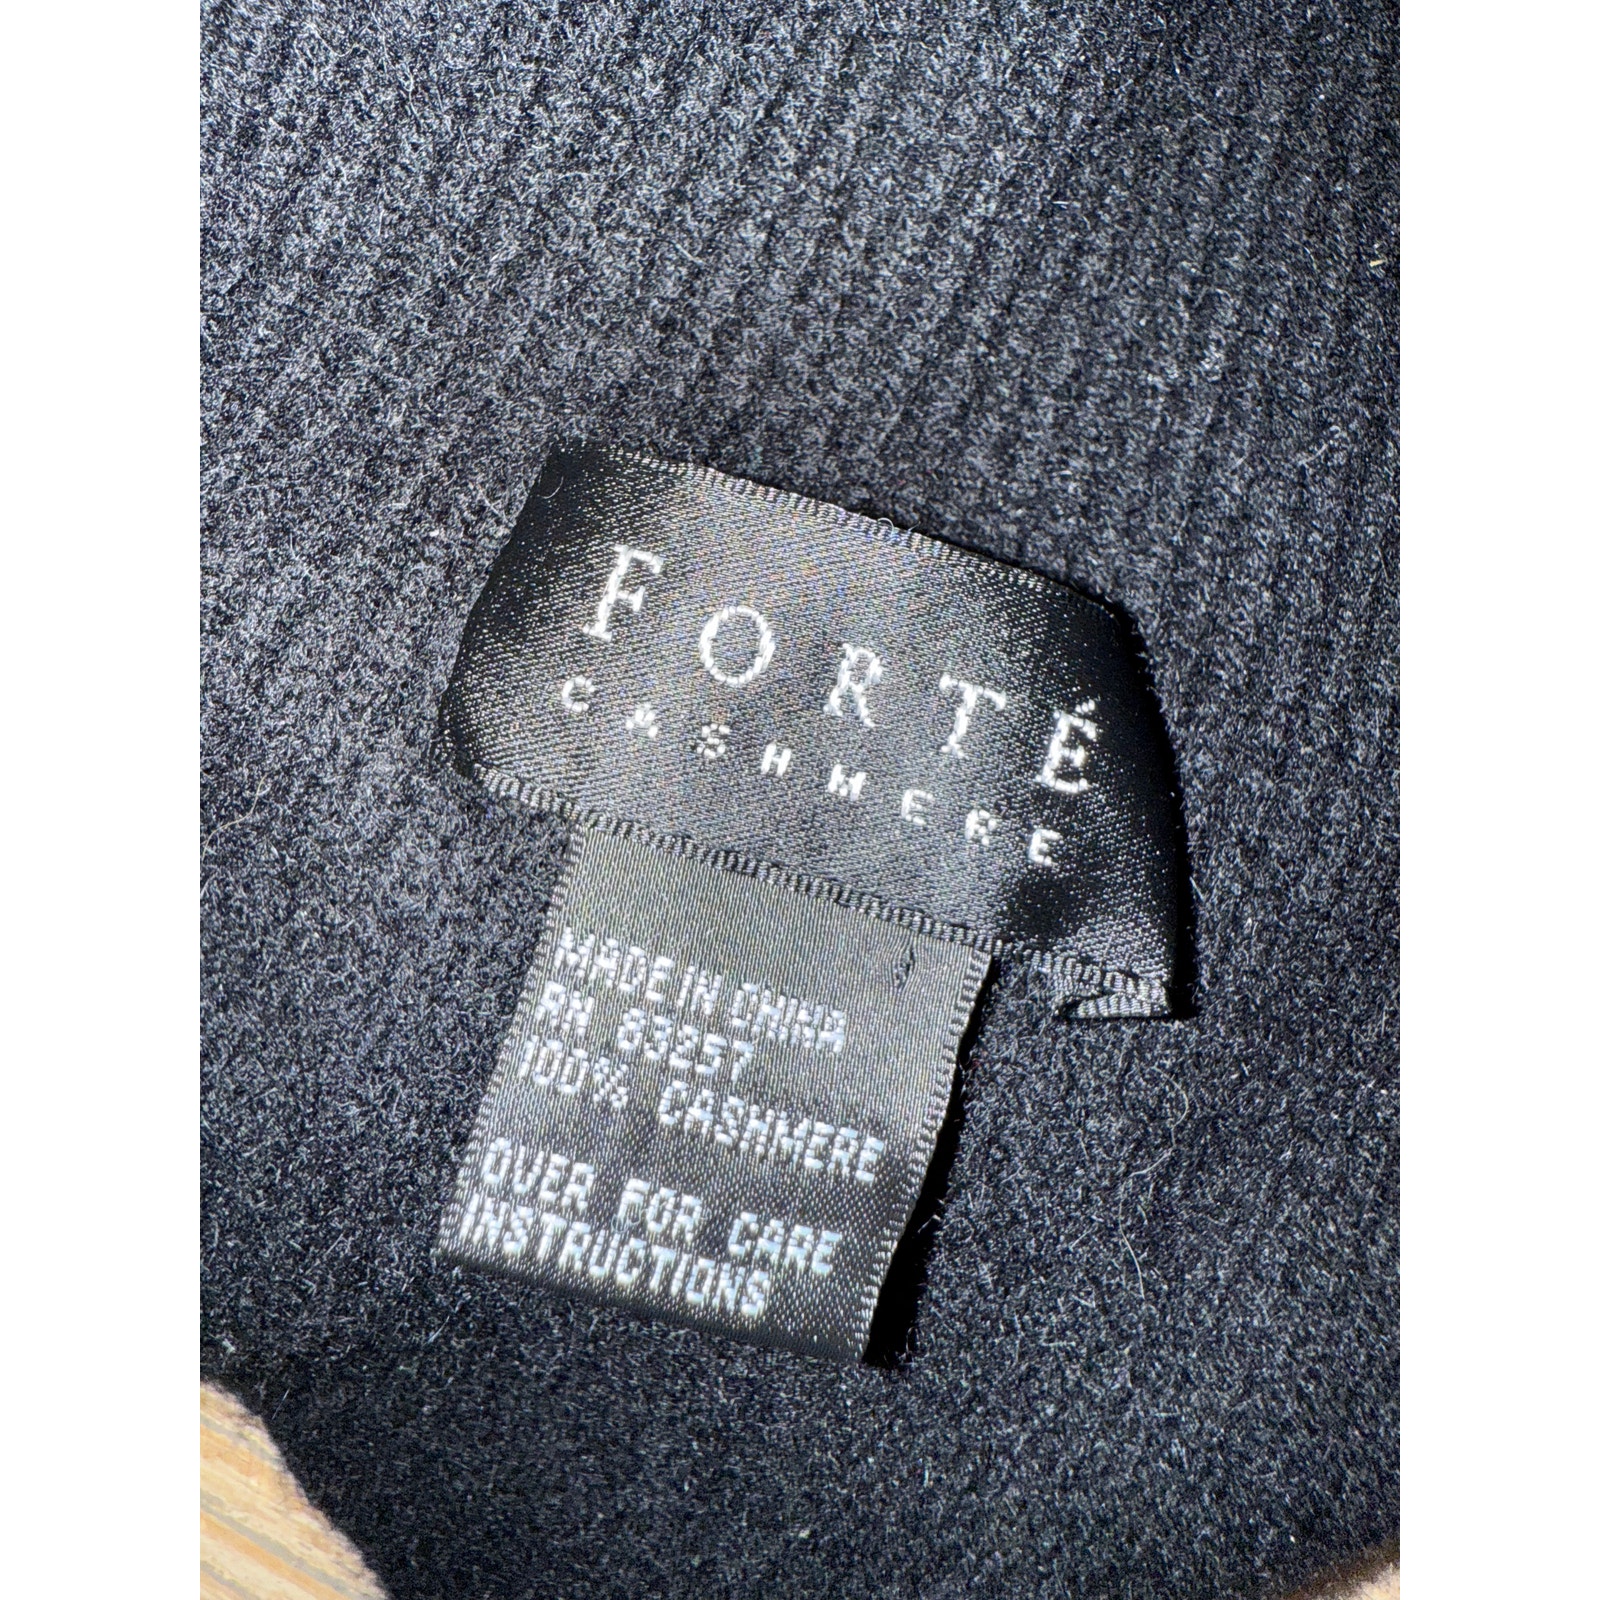 FORTÉ
CASHMERE
MADE IN CHINA
RN 83257
100% CASHMERE
OVER FOR CARE
INSTRUCTIONS